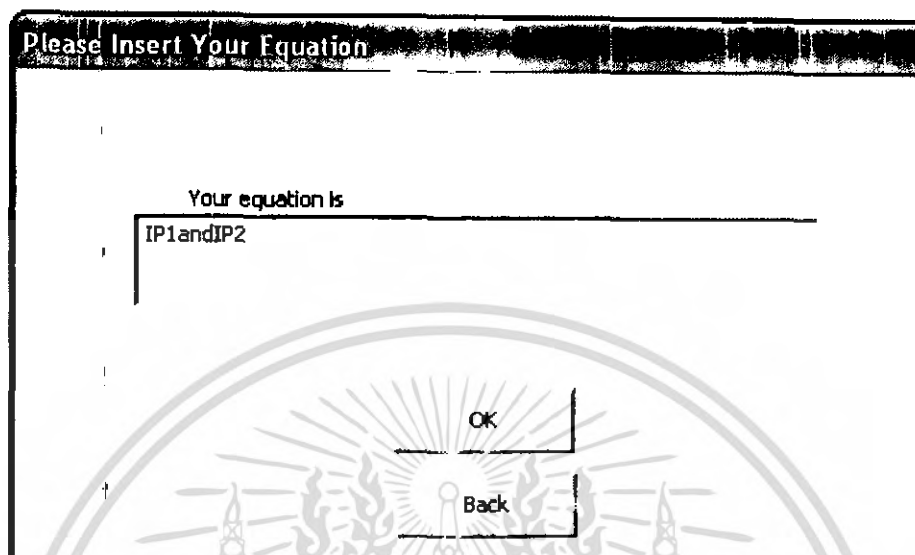 Please Insert Your Equation
Your equation is
IP1andIP2
OK
Back